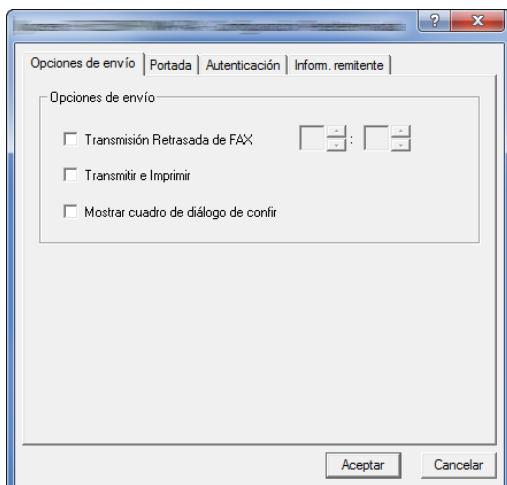 Opciones de envío Portada Autenticación Inform. remitente
Opciones de envío
Transmisión Retrasada de FAX :
Transmitir e Imprimir
Mostrar cuadro de diálogo de confir
Aceptar Cancelar